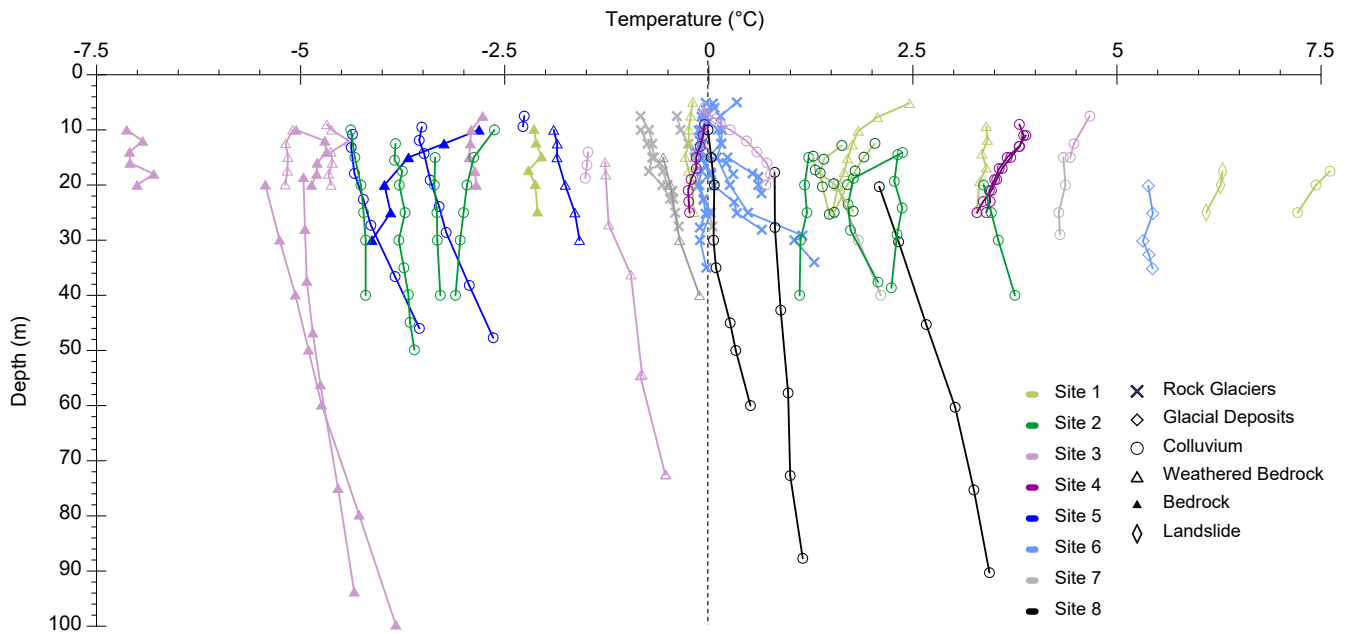 Temperature (°C)
-7.5 -5 -2.5 0 2.5 5 7.5
0
10
20
30
40
50
60
70
80
90
100
Depth (m)
Site 1
Site 2
Site 3
Site 4
Site 5
Site 6
Site 7
Site 8
Rock Glaciers
Glacial Deposits
Colluvium
Weathered Bedrock
Bedrock
Landslide